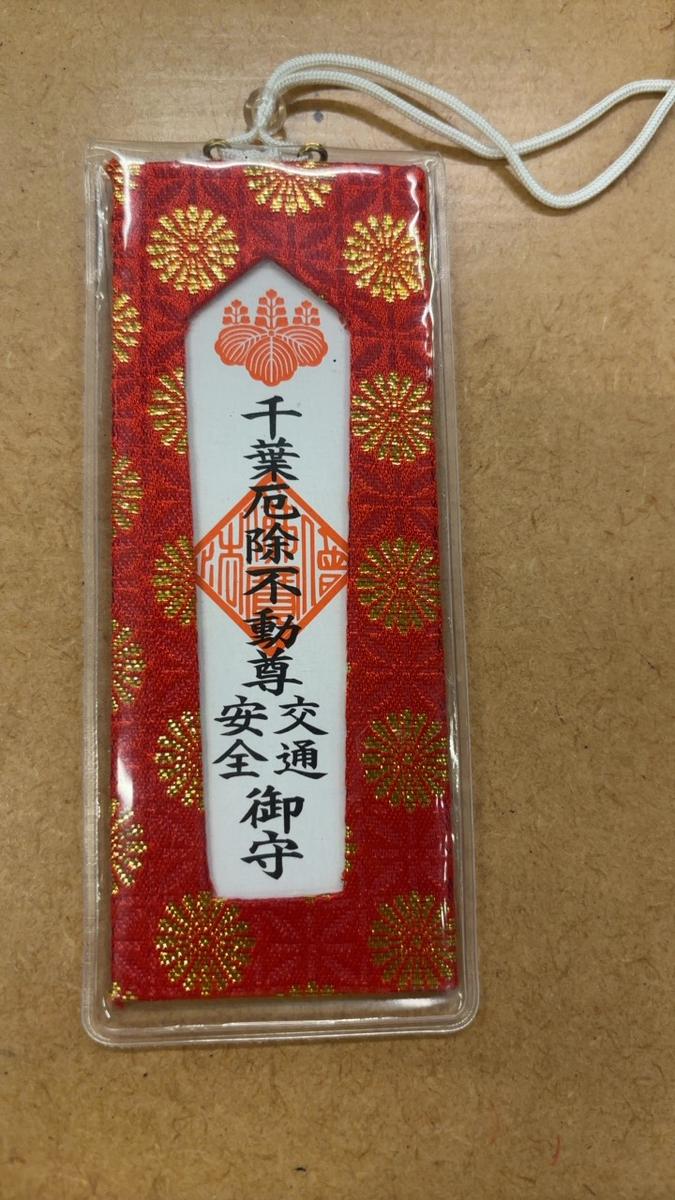 千葉厄除不動尊
交通
安全
御守